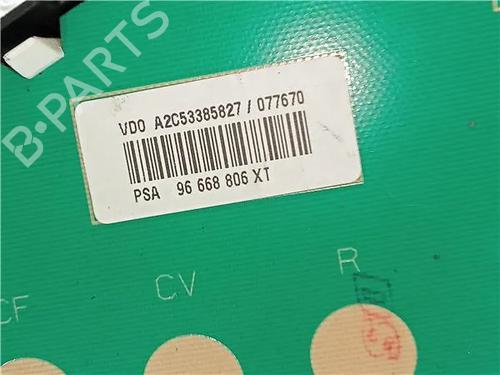 B-PARTS
VDO A2C53385827 / 077670
PSA 96 668 806 XT
CF
CV
R